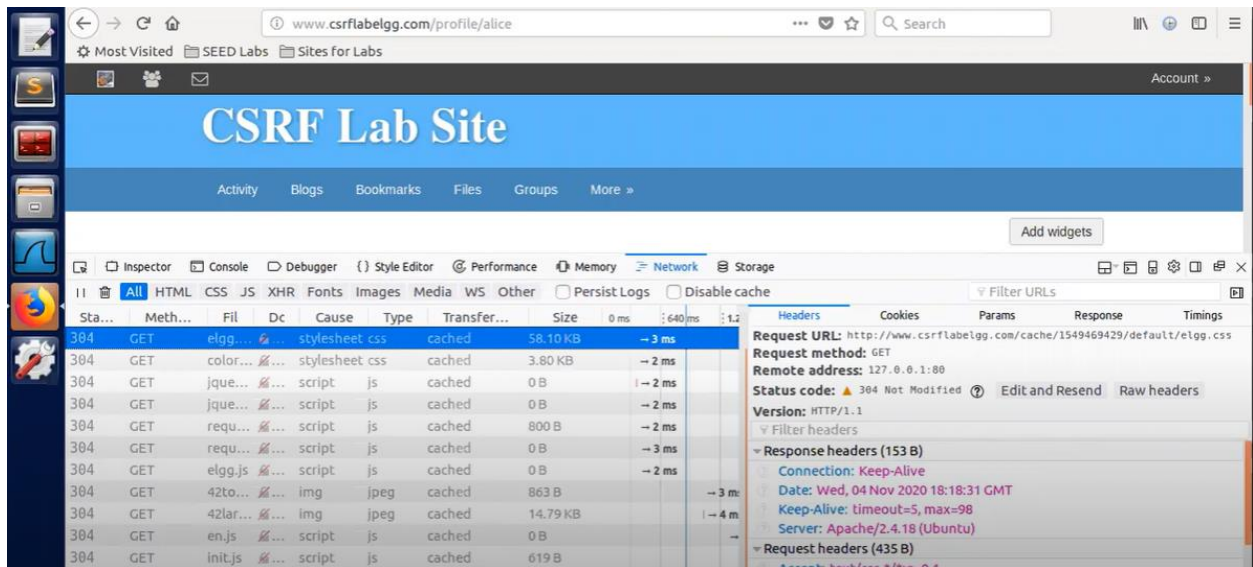 www.csrflabelgg.com/profile/alice
Search
Most Visited SEED Labs Sites for Labs
Account »
CSRF Lab Site
Activity Blogs Bookmarks Files Groups More »
Add widgets
Inspector Console Debugger {} Style Editor Performance Memory Network Storage
All HTML CSS JS XHR Fonts Images Media WS Other Persist Logs Disable cache Filter URLs
Sta... Meth... Fil Dc Cause Type Transfer... Size 0 ms 640 ms 1.2
304 GET elgg.... stylesheet css cached 58.10 KB → 3 ms
304 GET color... stylesheet css cached 3.80 KB → 2 ms
304 GET jque... script js cached 0 B → 2 ms
304 GET jque... script js cached 0 B → 2 ms
304 GET requ... script js cached 800 B → 2 ms
304 GET requ... script js cached 0 B → 3 ms
304 GET elgg.js script js cached 0 B → 2 ms
304 GET 42to... img jpeg cached 863 B → 3 m
304 GET 42lar... img jpeg cached 14.79 KB → 4 m
304 GET en.js script js cached 0 B →
304 GET init.js script js cached 619 B
Headers Cookies Params Response Timings
Request URL: http://www.csrflabelgg.com/cache/1549469429/default/elgg.css
Request method: GET
Remote address: 127.0.0.1:80
Status code: 304 Not Modified Edit and Resend Raw headers
Version: HTTP/1.1
Filter headers
Response headers (153 B)
Connection: Keep-Alive
Date: Wed, 04 Nov 2020 18:18:31 GMT
Keep-Alive: timeout=5, max=98
Server: Apache/2.4.18 (Ubuntu)
Request headers (435 B)